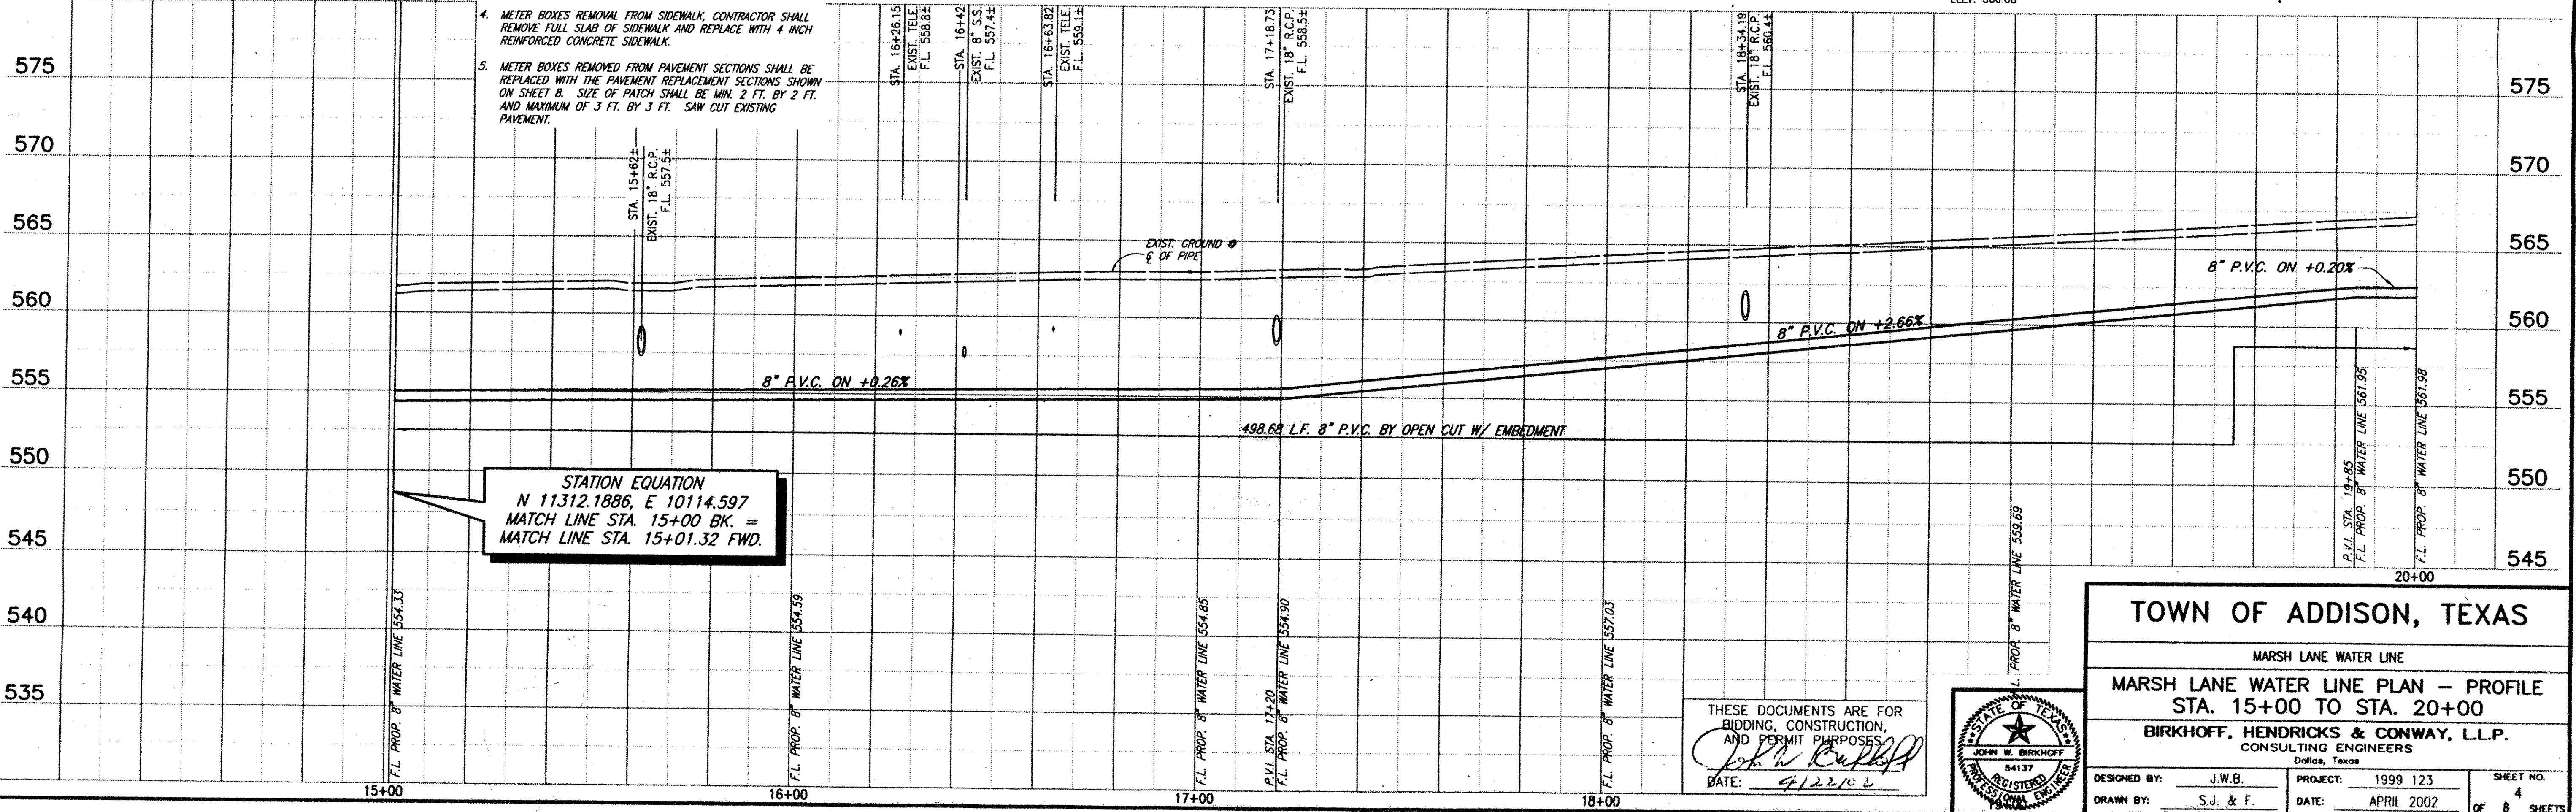 4. METER BOXES REMOVAL FROM SIDEWALK, CONTRACTOR SHALL
REMOVE FULL SLAB OF SIDEWALK AND REPLACE WITH 4 INCH
REINFORCED CONCRETE SIDEWALK.
5. METER BOXES REMOVED FROM PAVEMENT SECTIONS SHALL BE
REPLACED WITH THE PAVEMENT REPLACEMENT SECTIONS SHOWN
ON SHEET 8. SIZE OF PATCH SHALL BE MIN. 2 FT. BY 2 FT.
AND MAXIMUM OF 3 FT. BY 3 FT. SAW CUT EXISTING
PAVEMENT.
STA. 15+62±
EXIST. 18" R.C.P.
F.L. 557.5±
STA. 16+26.15
EXIST. TELE.
F.L. 558.8±
STA. 16+42
EXIST. 8" S.S.
F.L. 557.4±
STA. 16+63.82
EXIST. TELE.
F.L. 559.1±
STA. 17+18.73
EXIST. 18" R.C.P.
F.L. 558.5±
STA. 18+34.19
EXIST. 18" R.C.P.
F.L. 560.4±
575
570
565
560
555
550
545
540
535
575
570
565
560
555
550
545
EXIST. GROUND @
℄ OF PIPE
8" P.V.C. ON +0.20%
8" P.V.C. ON +2.66%
8" P.V.C. ON +0.26%
498.68 L.F. 8" P.V.C. BY OPEN CUT W/ EMBEDMENT
STATION EQUATION
N 11312.1886, E 10114.597
MATCH LINE STA. 15+00 BK. =
MATCH LINE STA. 15+01.32 FWD.
F.L. PROP. 8" WATER LINE 554.33
F.L. PROP. 8" WATER LINE 554.59
F.L. PROP. 8" WATER LINE 554.85
P.V.I. STA. 17+20
F.L. PROP. 8" WATER LINE 554.90
F.L. PROP. 8" WATER LINE 557.03
F.L. PROP. 8" WATER LINE 559.69
P.V.I. STA. 19+85
F.L. PROP. 8" WATER LINE 561.95
F.L. PROP. 8" WATER LINE 561.98
15+00
16+00
17+00
18+00
20+00
THESE DOCUMENTS ARE FOR
BIDDING, CONSTRUCTION,
AND PERMIT PURPOSES
John W Birkhoff
DATE: 4/22/02
STATE OF TEXAS
JOHN W. BIRKHOFF
54137
REGISTERED
PROFESSIONAL ENGINEER
TOWN OF ADDISON, TEXAS
MARSH LANE WATER LINE
MARSH LANE WATER LINE PLAN – PROFILE
STA. 15+00 TO STA. 20+00
BIRKHOFF, HENDRICKS & CONWAY, L.L.P.
CONSULTING ENGINEERS
Dallas, Texas
DESIGNED BY: J.W.B. PROJECT: 1999 123 SHEET NO.
4
DRAWN BY: S.J. & F. DATE: APRIL 2002 OF 8 SHEETS